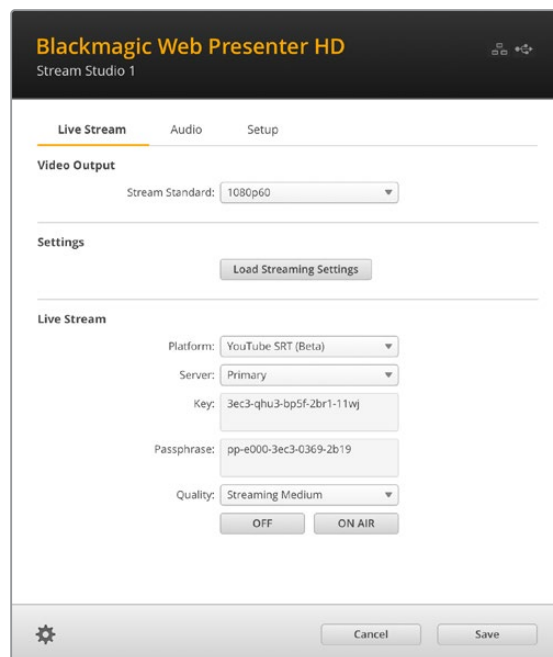 Blackmagic Web Presenter HD
Stream Studio 1
Live Stream Audio Setup
Video Output
Stream Standard: 1080p60
Settings
Load Streaming Settings
Live Stream
Platform: YouTube SRT (Beta)
Server: Primary
Key: 3ec3-qhu3-bp5f-2br1-11wj
Passphrase: pp-e000-3ec3-0369-2b19
Quality: Streaming Medium
OFF ON AIR
Cancel Save